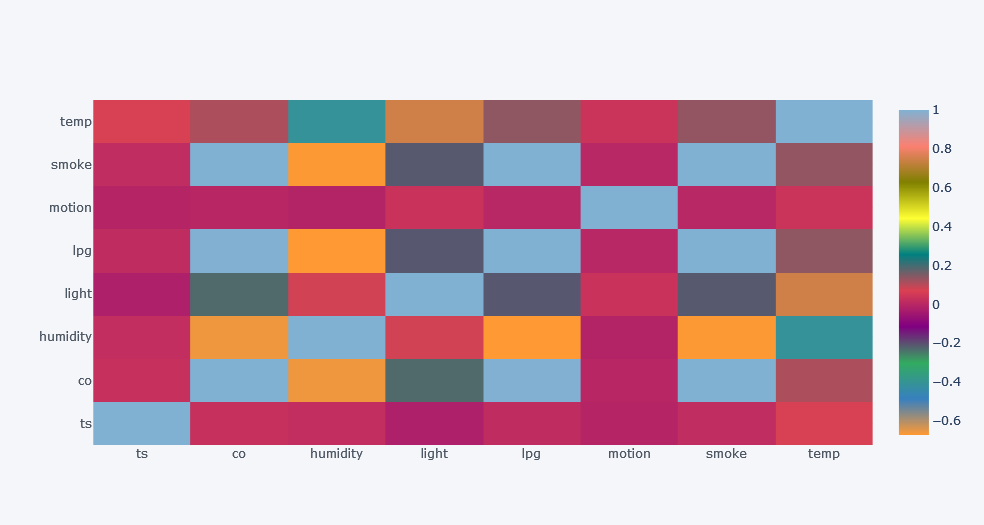 temp
smoke
motion
lpg
light
humidity
co
ts
ts co humidity light lpg motion smoke temp
1
0.8
0.6
0.4
0.2
0
−0.2
−0.4
−0.6